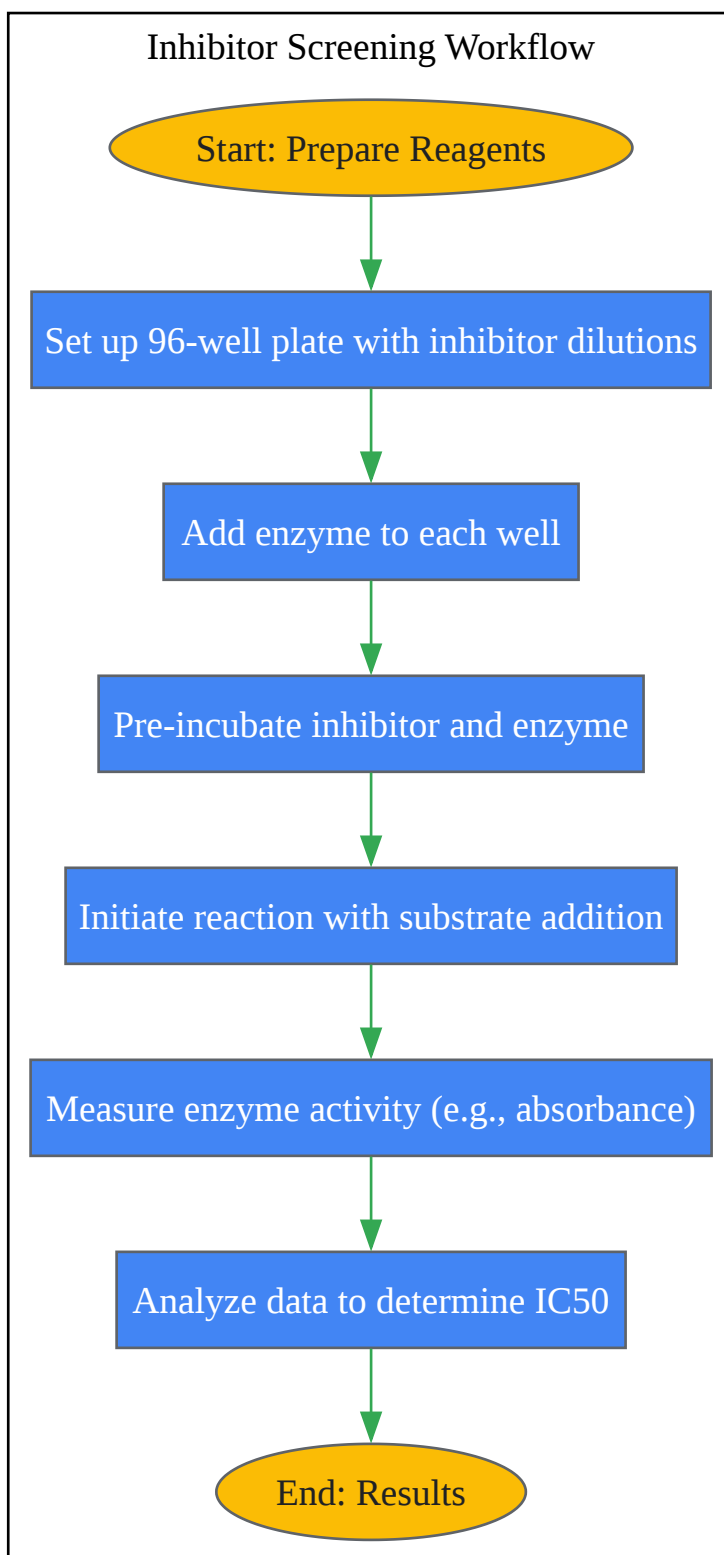 Inhibitor Screening Workflow
Start: Prepare Reagents
Set up 96-well plate with inhibitor dilutions
Add enzyme to each well
Pre-incubate inhibitor and enzyme
Initiate reaction with substrate addition
Measure enzyme activity (e.g., absorbance)
Analyze data to determine IC50
End: Results